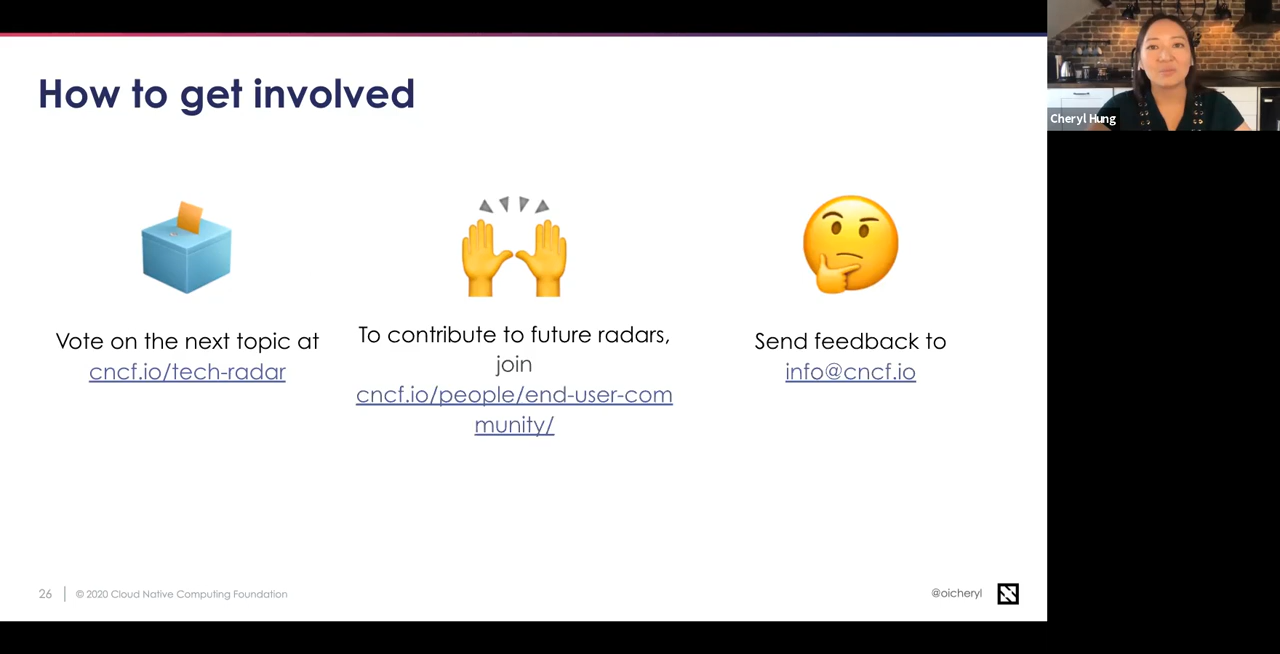 How to get involved
Vote on the next topic at
cncf.io/tech-radar
To contribute to future radars,
join
cncf.io/people/end-user-com
munity/
Send feedback to
info@cncf.io
26
© 2020 Cloud Native Computing Foundation
@oicheryl
Cheryl Hung